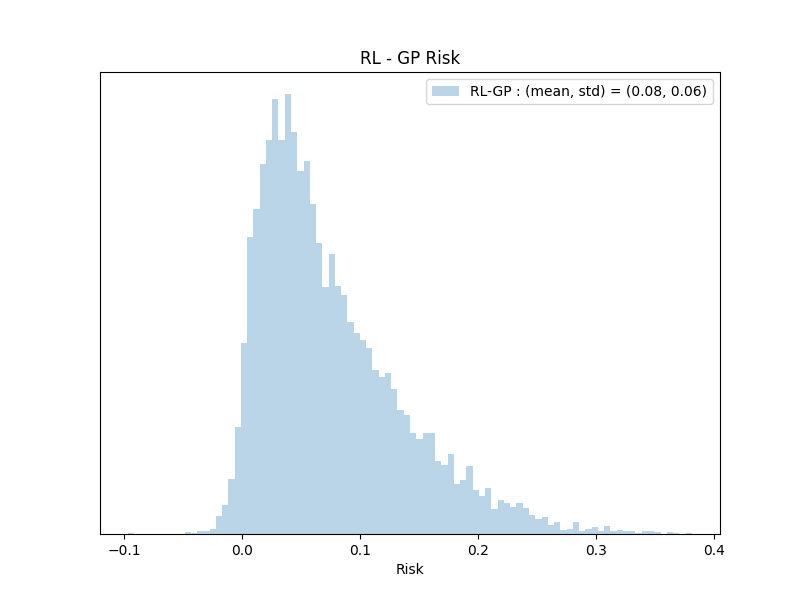 RL - GP Risk
RL-GP : (mean, std) = (0.08, 0.06)
−0.1 0.0 0.1 0.2 0.3 0.4
Risk